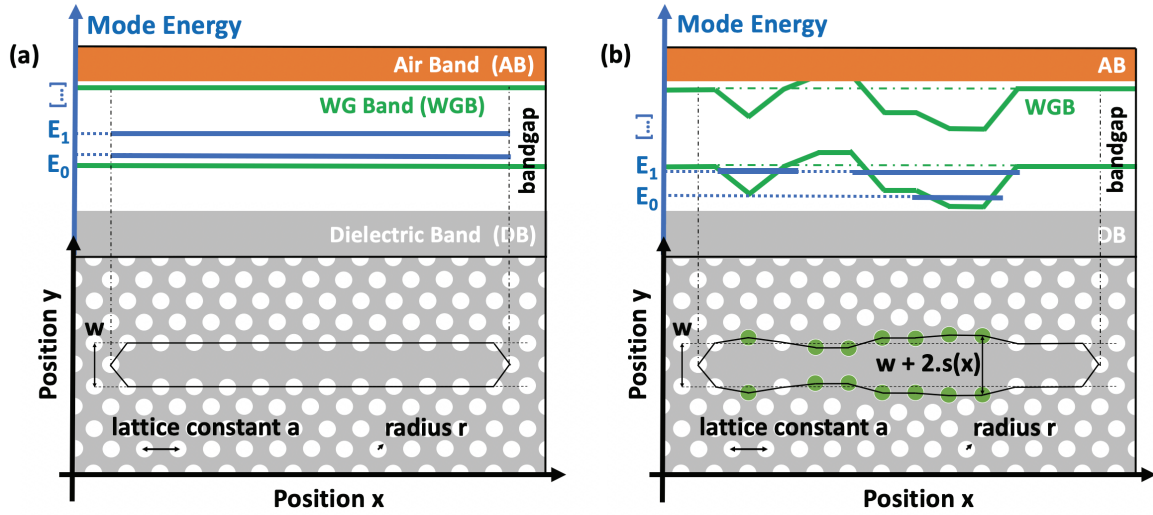 (a)
Mode Energy
Air Band (AB)
[...]
WG Band (WGB)
E1
E0
bandgap
Dielectric Band (DB)
Position y
w
lattice constant a
radius r
Position x
(b)
Mode Energy
AB
[...]
WGB
E1
E0
bandgap
DB
Position y
w
w + 2.s(x)
lattice constant a
radius r
Position x